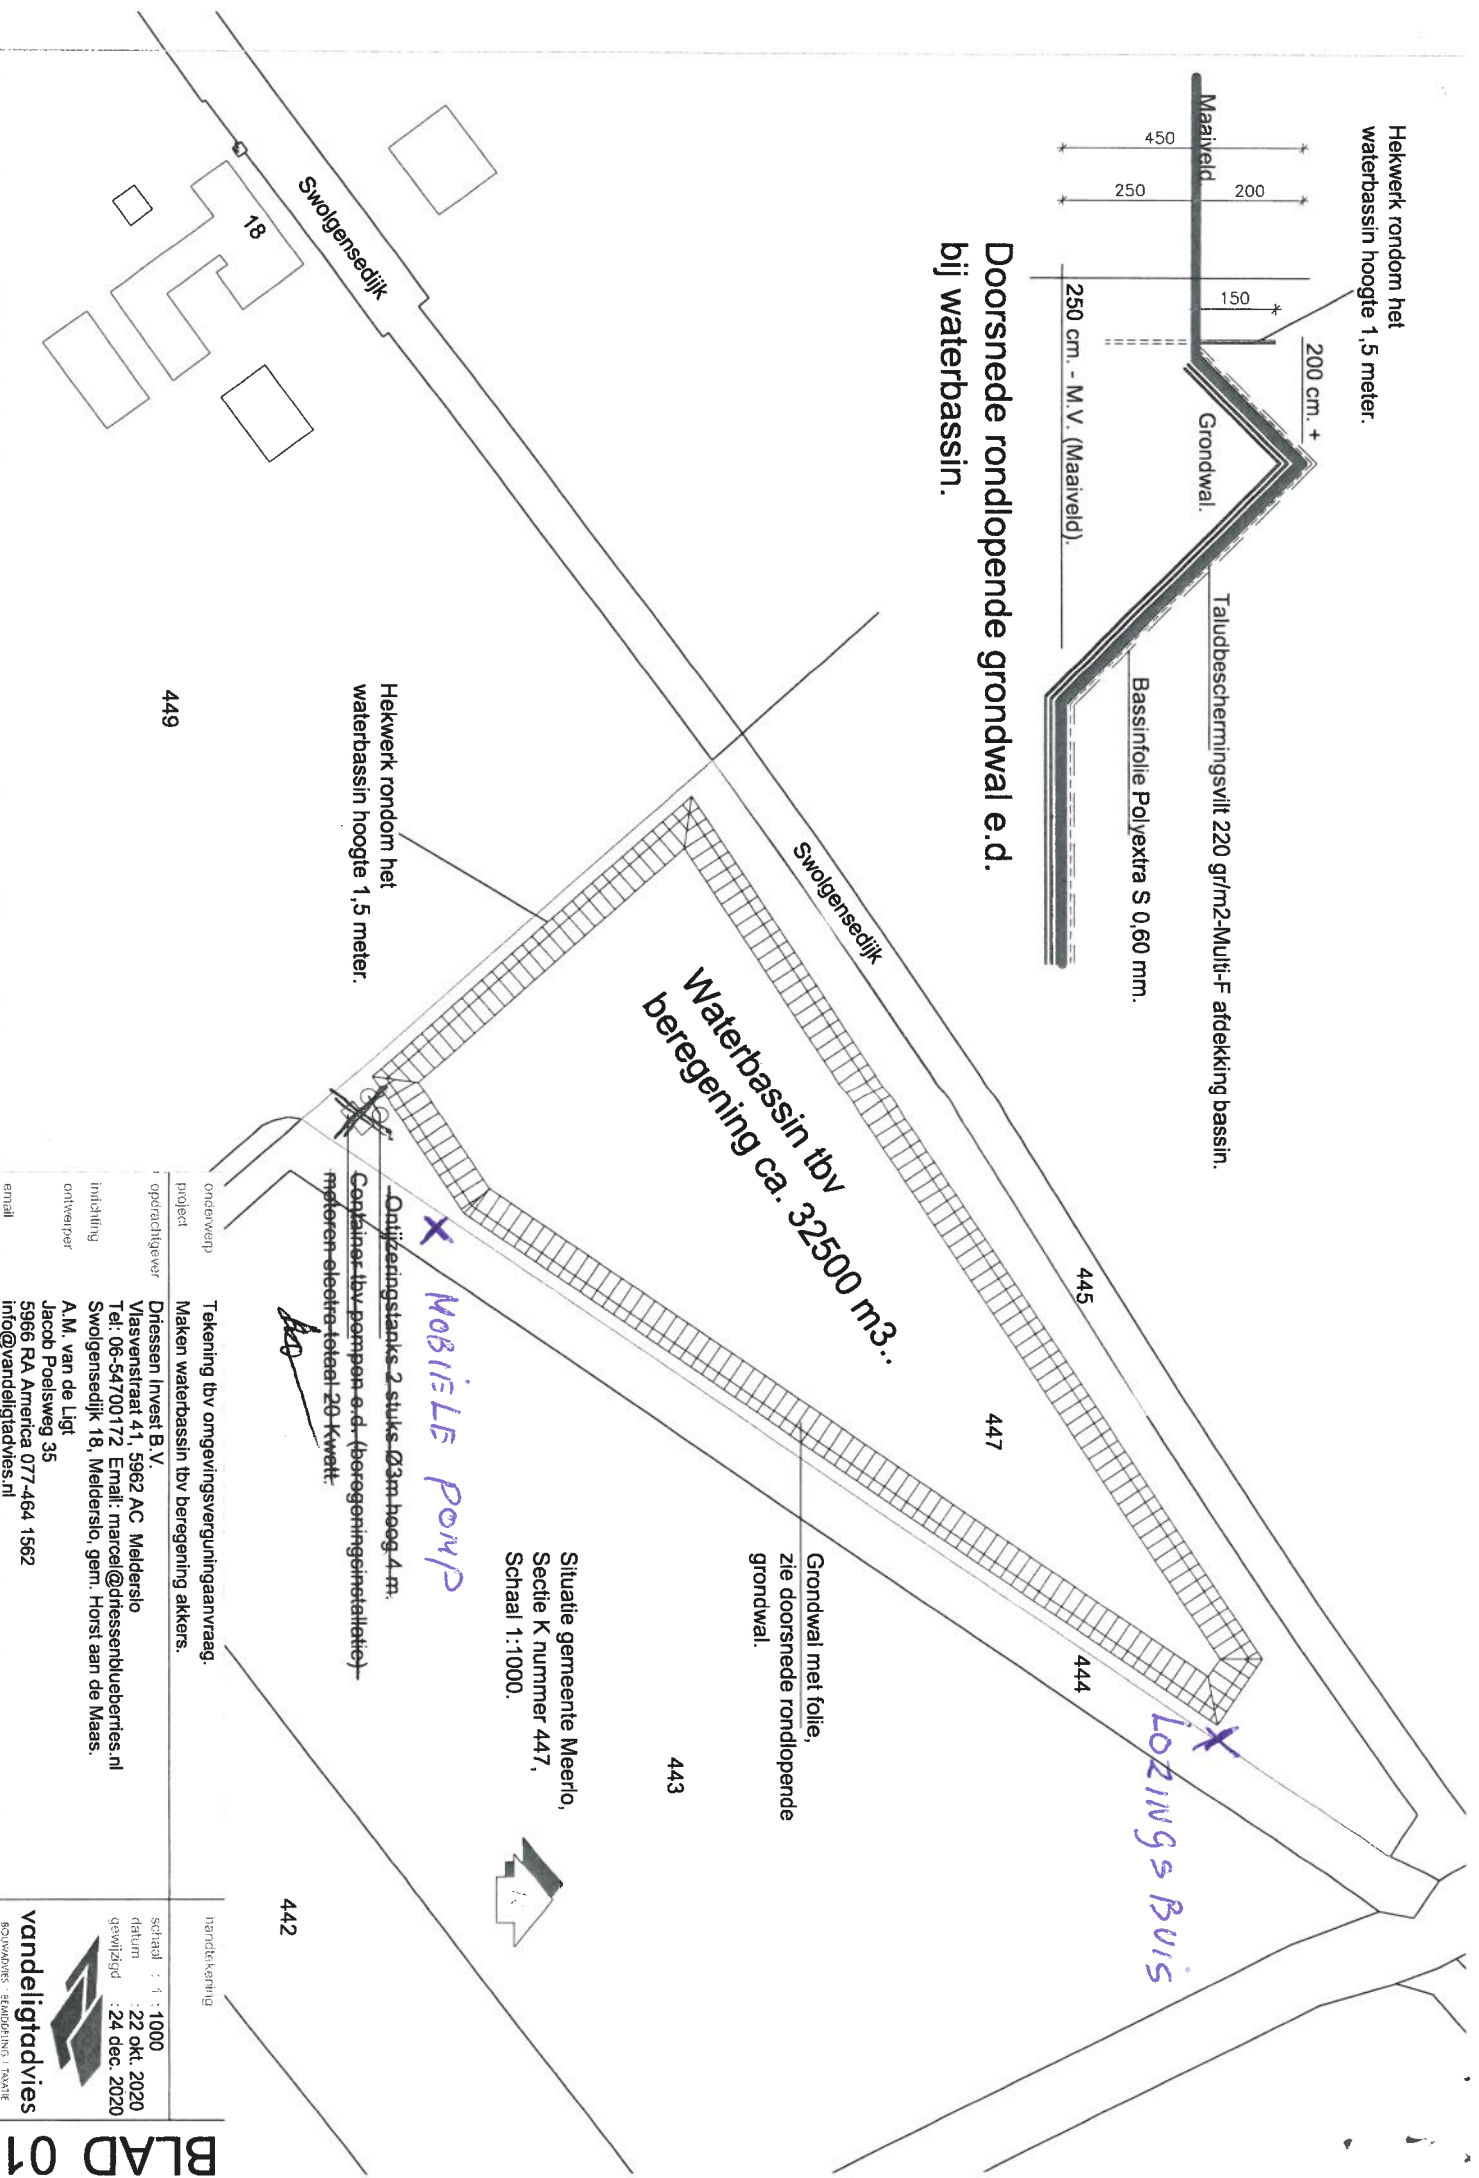 Hekwerk rondom het
waterbassin hoogte 1,5 meter.
Maaiveld.
450
250
200
150
200 cm. +
Grondwal.
250 cm. - M.V. (Maaiveld).
Taludbeschermingsvilt 220 gr/m2-Multi-F afdekking bassin.
Bassinfolie Polyextra S 0,60 mm.
Doorsnede rondlopende grondwal e.d.
bij waterbassin.
Swolgensedijk
18
Swolgensedijk
449
Hekwerk rondom het
waterbassin hoogte 1,5 meter.
Waterbassin tbv
beregening ca. 32500 m3..
445
447
444
443
442
LOZINGS BUIS
Grondwal met folie,
zie doorsnede rondlopende
grondwal.
Situatie gemeente Meerlo,
Sectie K nummer 447,
Schaal 1:1000.
MOBIELE POMP
Ontijzeringstanks 2 stuks Ø3m hoog 4 m.
Container tbv pompen e.d. (beregeningsinstallatie)
motoren electra totaal 20 Kwatt.
onderwerp Tekening tbv omgevingsverguningaanvraag.
project Maken waterbassin tbv beregening akkers.
opdrachtgever Driessen Invest B.V.
Vlasvenstraat 41, 5962 AC Melderslo
Tel: 06-54700172 Email: marcel@driessenblueberries.nl
inrichting Swolgensedijk 18, Melderslo, gem. Horst aan de Maas.
ontwerper A.M. van de Ligt
Jacob Poelsweg 35
5966 RA America 077-464 1562
email info@vandeligtadvies.nl
handtekening
schaal : 1 : 1000
datum : 22 okt. 2020
gewijzigd : 24 dec. 2020
vandeligtadvies
BOUWADVIES | BEMIDDELING | TAXATIE
BLAD 01